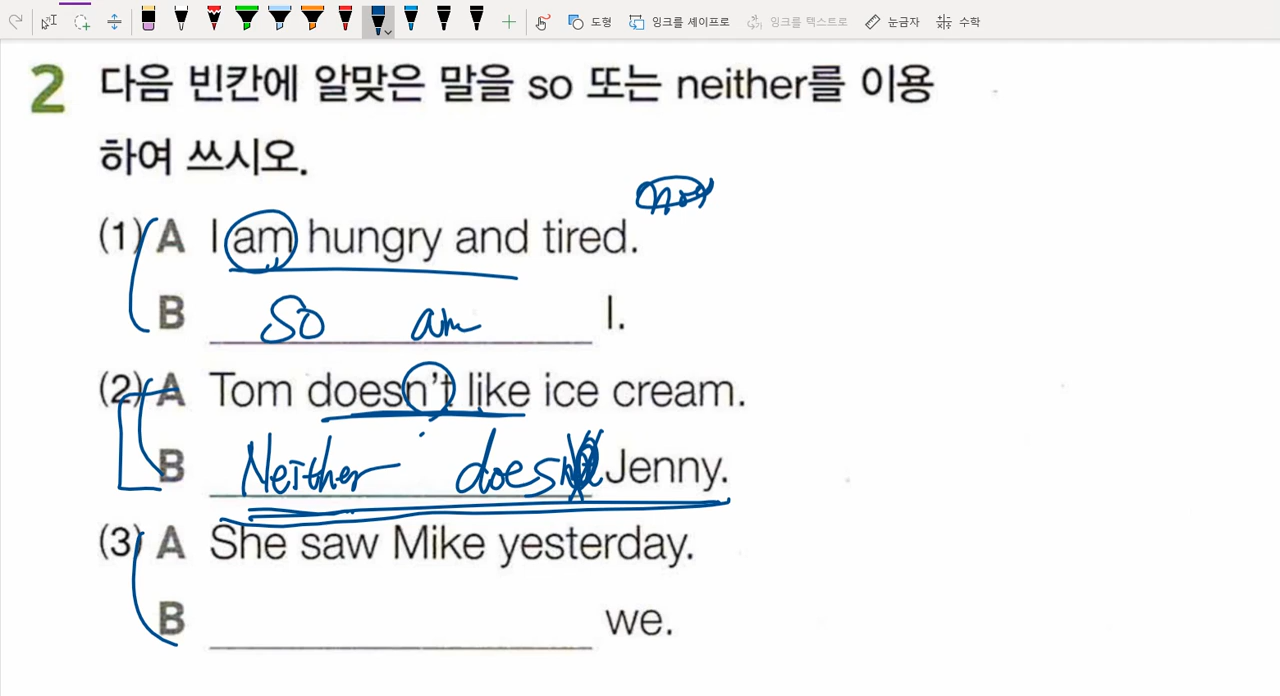 도형 잉크를 셰이프로 잉크를 텍스트로 눈금자 수학
2 다음 빈칸에 알맞은 말을 so 또는 neither를 이용
하여 쓰시오.
(1) A I am hungry and tired.
B So am I.
(2) A Tom doesn't like ice cream.
B Neither does Jenny.
(3) A She saw Mike yesterday.
B we.